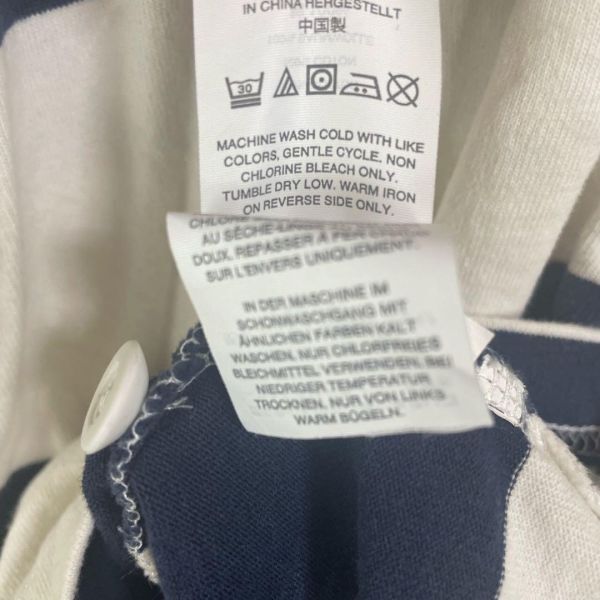 IN CHINA HERGESTELLT
中国製
30
MACHINE WASH COLD WITH LIKE
COLORS, GENTLE CYCLE. NON
CHLORINE BLEACH ONLY.
TUMBLE DRY LOW. WARM IRON
ON REVERSE SIDE ONLY.
AU SÈCHE-LINGE
DOUX. REPASSER À FER
SUR L'ENVERS UNIQUEMENT.
IN DER MASCHINE IM
SCHONWASCHGANG MIT
ÄHNLICHEN FARBEN KALT
WASCHEN. NUR CHLORFREIES
BLEICHMITTEL VERWENDEN. BEI
NIEDRIGER TEMPERATUR
TROCKNEN. NUR VON LINKS
WARM BÜGELN.